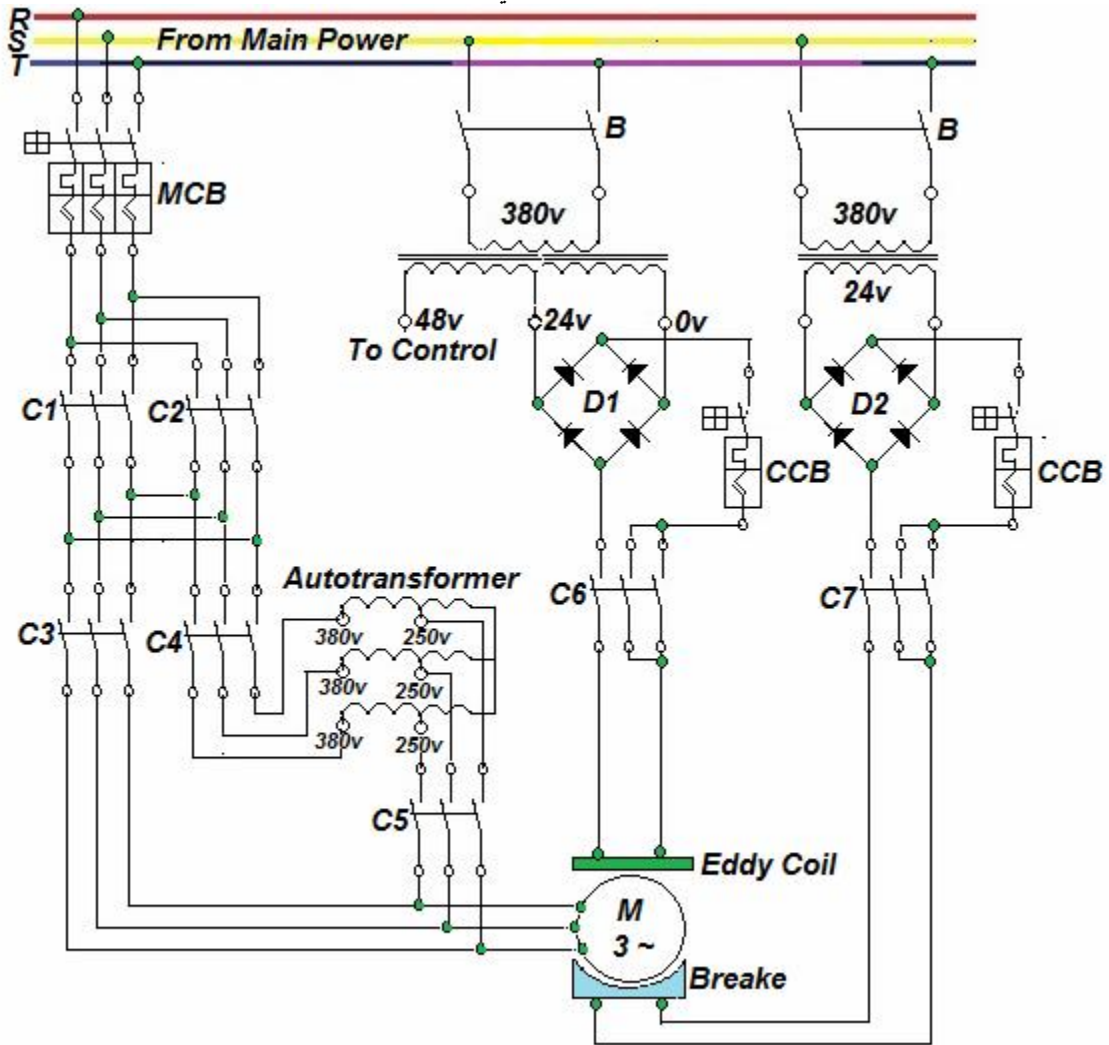 R
S
T
From Main Power
B
B
MCB
380v
380v
48v
24v
0v
24v
To Control
D1
D2
C1
C2
CCB
CCB
Autotransformer
C6
C7
C3
C4
380v
250v
380v
250v
380v
250v
C5
Eddy Coil
M
3 ~
Breake